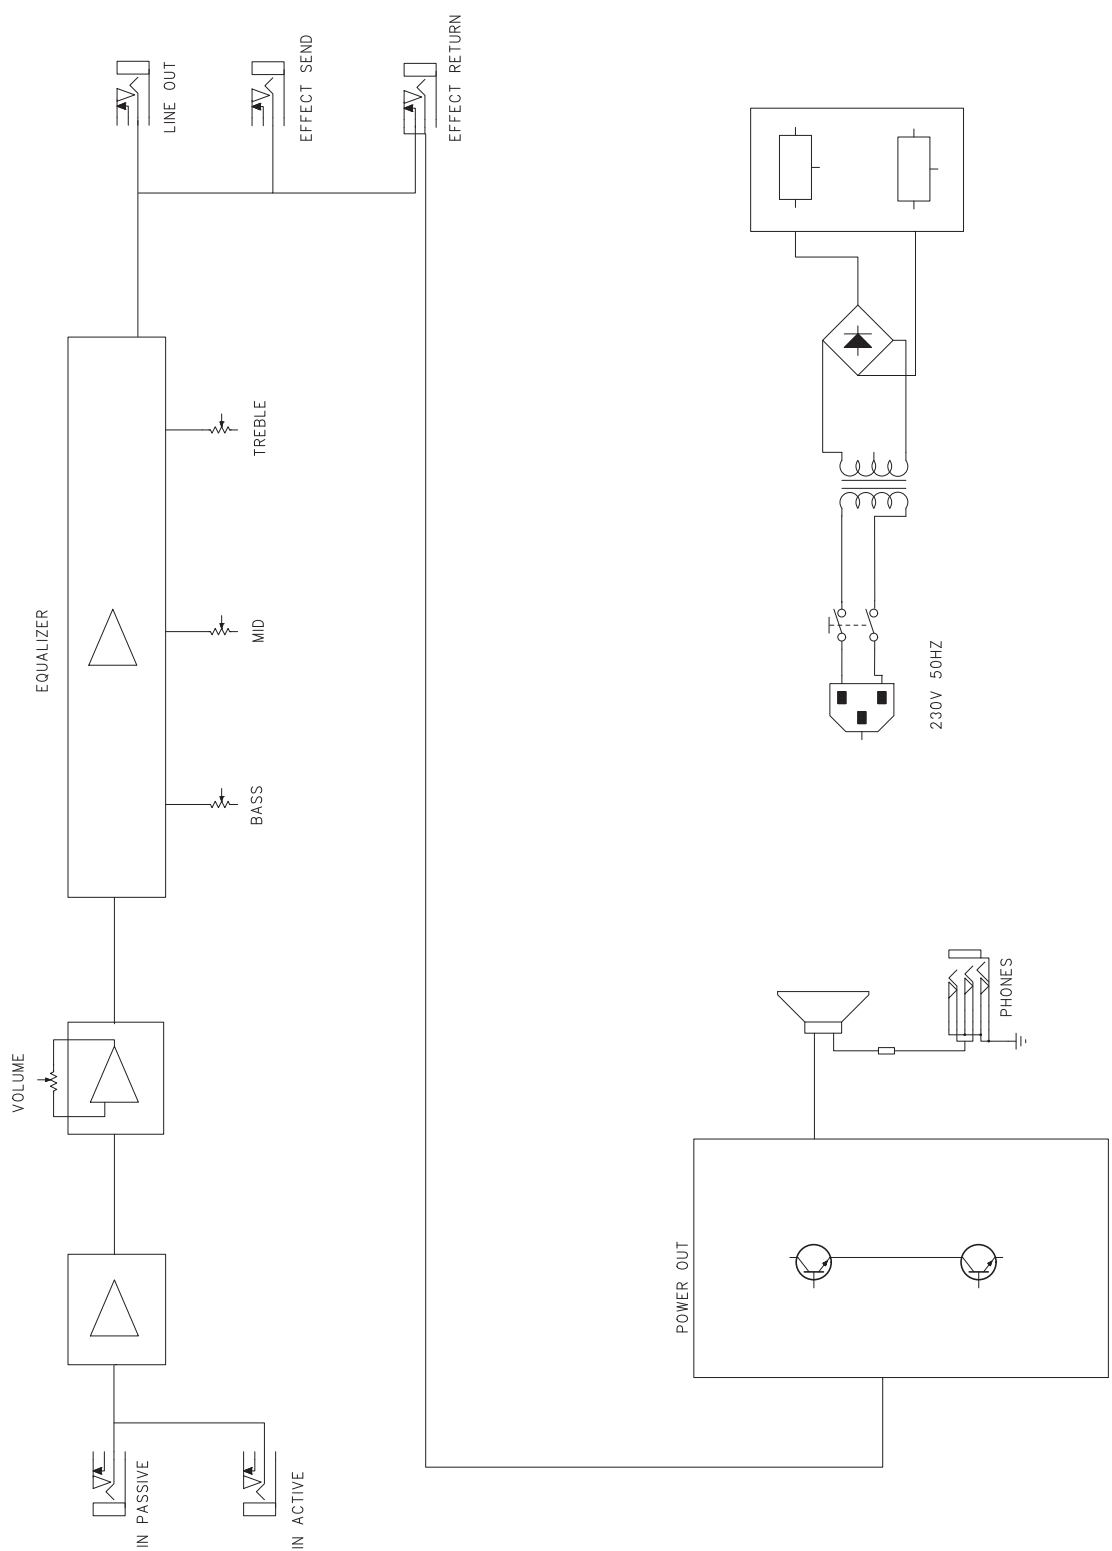 IN PASSIVE
IN ACTIVE
VOLUME
EQUALIZER
BASS
MID
TREBLE
LINE OUT
EFFECT SEND
EFFECT RETURN
POWER OUT
PHONES
230V 50HZ